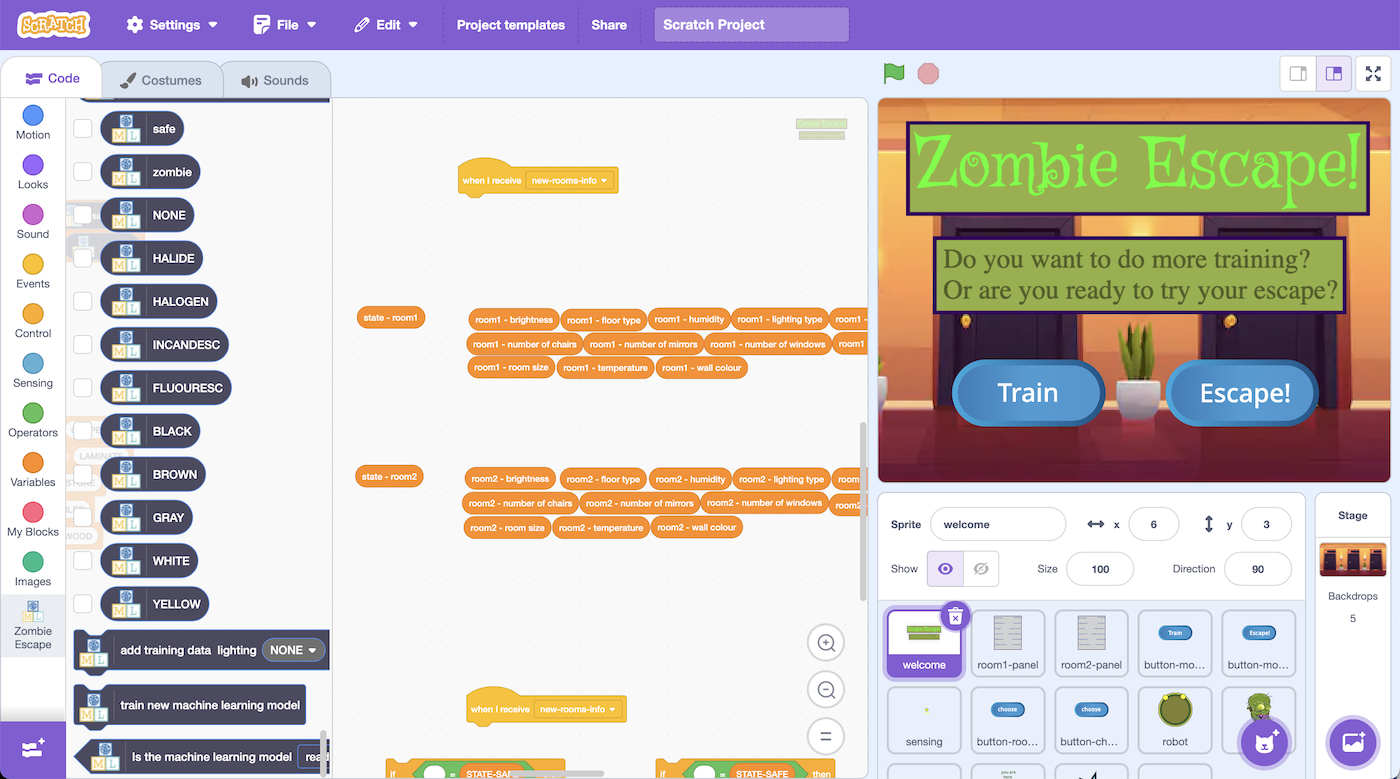 SCRATCH
Settings
File
Edit
Project templates
Share
Scratch Project
Code
Costumes
Sounds
Motion
Looks
Sound
Events
Control
Sensing
Operators
Variables
My Blocks
Images
Zombie
Escape
safe
zombie
NONE
HALIDE
HALOGEN
INCANDESC
FLUOURESC
BLACK
BROWN
GRAY
WHITE
YELLOW
add training data lighting NONE
train new machine learning model
Is the machine learning model
LAMINATE
WOOD
when I receive new-rooms-info
state - room1
room1 - brightness room1 - floor type room1 - humidity room1 - lighting type room1 -
room1 - number of chairs room1 - number of mirrors room1 - number of windows room1
room1 - room size room1 - temperature room1 - wall colour
state - room2
room2 - brightness room2 - floor type room2 - humidity room2 - lighting type room
room2 - number of chairs room2 - number of mirrors room2 - number of windows room2
room2 - room size room2 - temperature room2 - wall colour
when I receive new-rooms-info
if = STATE-SAFE
if = STATE-SAFE then
Zombie Escape!
Do you want to do more training?
Or are you ready to try your escape?
Train
Escape!
Sprite welcome x 6 y 3
Show Size 100 Direction 90
Stage
Backdrops
5
Train
Escape!
welcome
room1-panel
room2-panel
button-mo...
button-mo...
choose
choose
sensing
button-roo...
button-ch...
robot